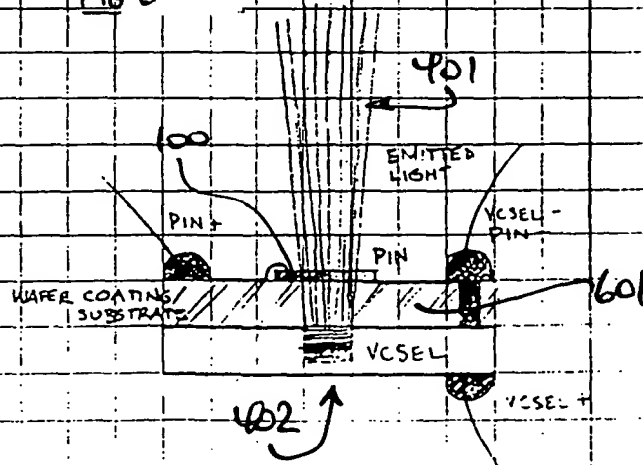 401
100
EMITTED
LIGHT
PIN +
VCSEL -
PIN
PIN
WAFER COATING/
SUBSTRATE
601
VCSEL
VCSEL +
402